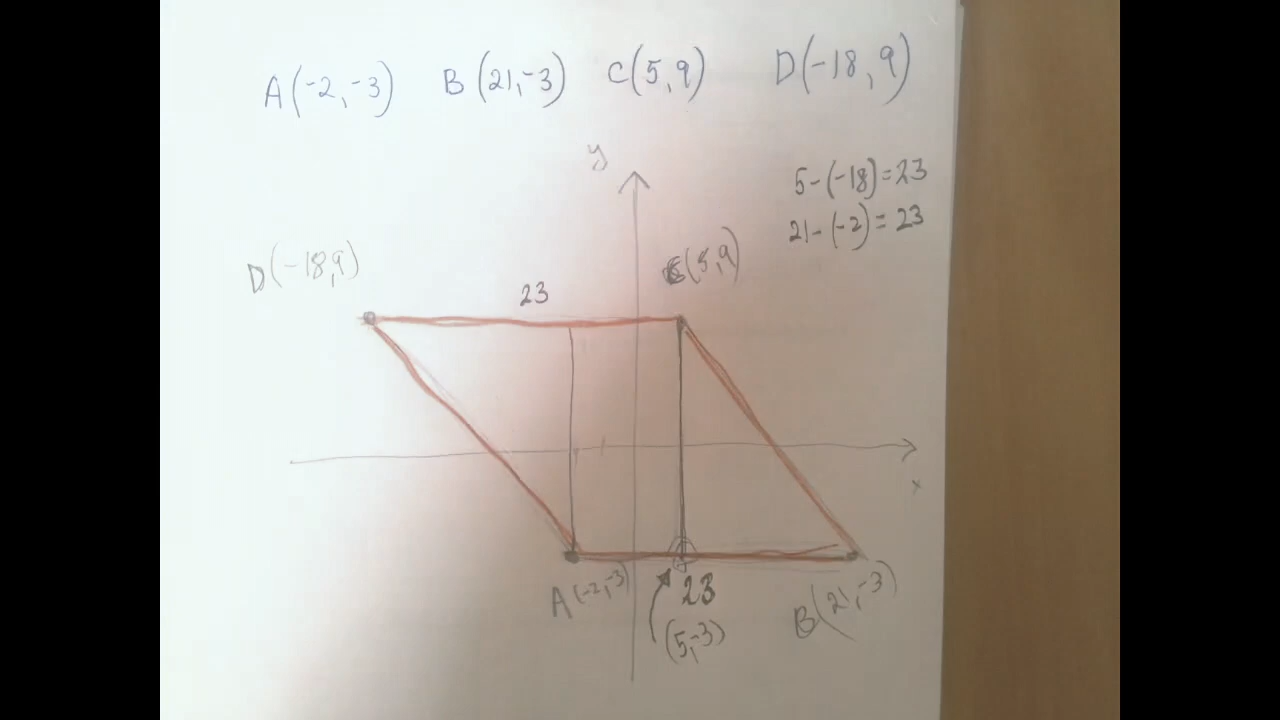 A(-2,-3) B(21,-3) C(5,9) D(-18,9)
y
5-(-18)=23
21-(-2)=23
D(-18,9)
C(5,9)
23
x
A(-2,-3)
23
B(21,-3)
(5,-3)